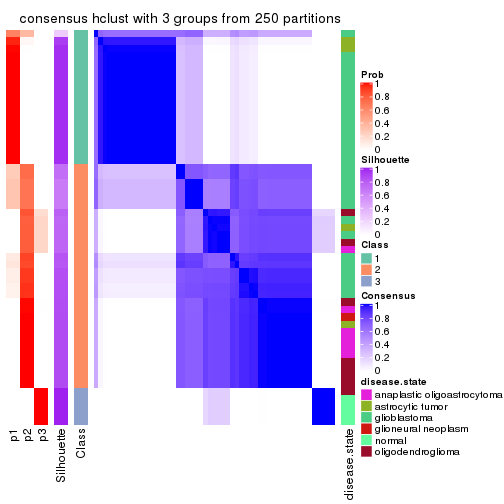 consensus hclust with 3 groups from 250 partitions
Prob
1
0.8
0.6
0.4
0.2
0
Silhouette
1
0.8
0.6
0.4
0.2
0
Class
1
2
3
Consensus
1
0.8
0.6
0.4
0.2
0
disease.state
anaplastic oligoastrocytoma
astrocytic tumor
glioblastoma
glioneural neoplasm
normal
oligodendroglioma
p1
p2
p3
Silhouette
Class
disease.state